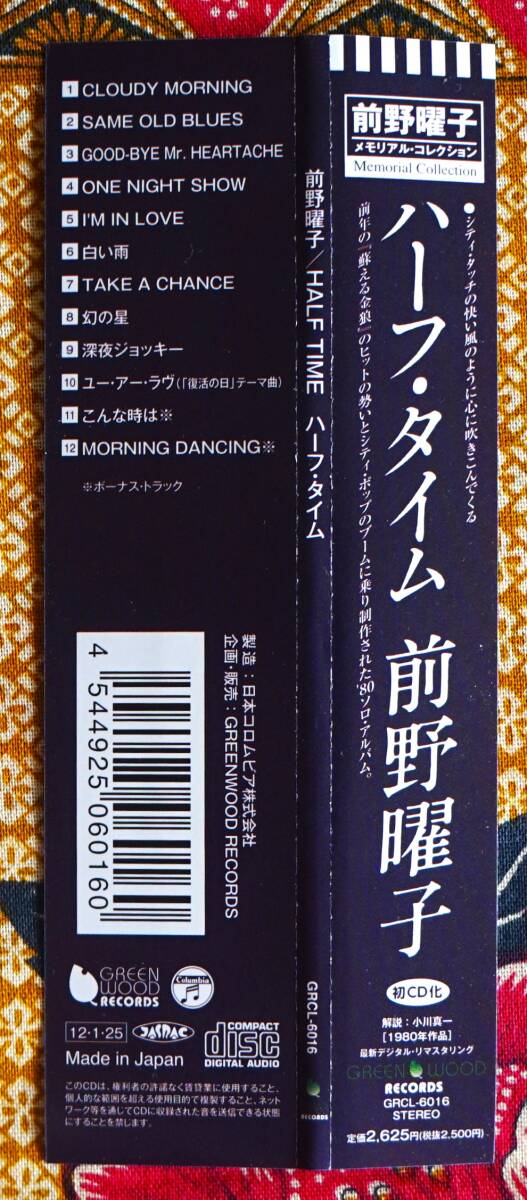 1 CLOUDY MORNING
2 SAME OLD BLUES
3 GOOD-BYE Mr. HEARTACHE
4 ONE NIGHT SHOW
5 I'M IN LOVE
6 白い雨
7 TAKE A CHANCE
8 幻の星
9 深夜ジョッキー
10 ユー・アー・ラヴ(「復活の日」テーマ曲)
11 こんな時は※
12 MORNING DANCING※
※ボーナス・トラック
製造:日本コロムビア株式会社
企画・販売:GREENWOOD RECORDS
4 544925 060160
GREEN WOOD RECORDS
Columbia
12・1・25
JASRAC
COMPACT disc DIGITAL AUDIO
Made in Japan
このCDは、権利者の許諾なく賃貸業に使用すること、
個人的な範囲を超える使用目的で複製すること、ネット
ワーク等を通じてCDに収録された音を送信できる状態
にすることを禁じます。
前野曜子/HALF TIME ハーフ・タイム
GRCL-6016
RECORDS
前野曜子
メモリアル・コレクション
Memorial Collection
●シティ・タッチの快い風のように心に吹きこんでくる
ハーフ・タイム 前野曜子
前年の『蘇える金狼』のヒットの勢いとシティ・ポップのブームに乗り制作された'80ソロ・アルバム。
初CD化
解説:小川真一
[1980年作品]
最新デジタル・リマスタリング
GREEN WOOD
RECORDS
GRCL-6016
STEREO
定価2,625円(税抜2,500円)